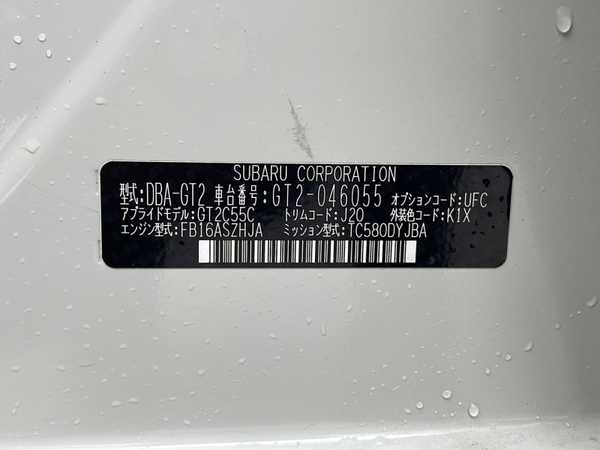 SUBARU CORPORATION
型式:DBA-GT2 車台番号:GT2-046055 オプションコード:UFC
アプライドモデル:GT2C55C トリムコード:J20 外装色コード:K1X
エンジン型式:FB16ASZHJA ミッション型式:TC580DYJBA